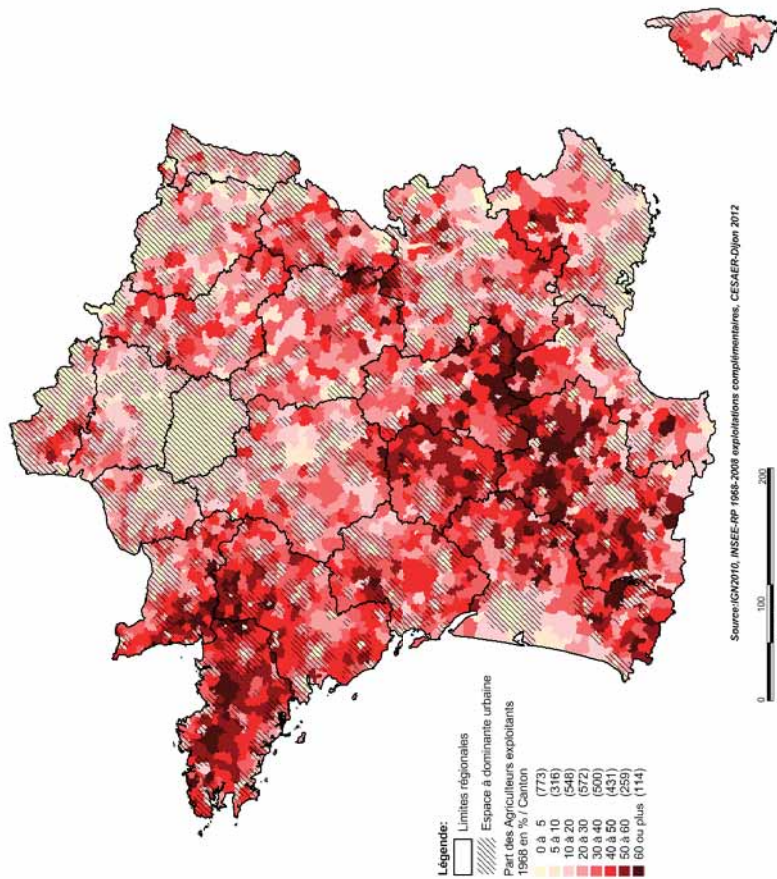 Légende:
Limites régionales
Espace à dominante urbaine
Part des Agriculteurs exploitants
1968 en % / Canton
0 à 5 (773)
5 à 10 (316)
10 à 20 (548)
20 à 30 (572)
30 à 40 (500)
40 à 50 (431)
50 à 60 (259)
60 ou plus (114)
0 100 200
Source:IGN2010, INSEE-RP 1968-2008 exploitations complémentaires, CESAER-Dijon 2012